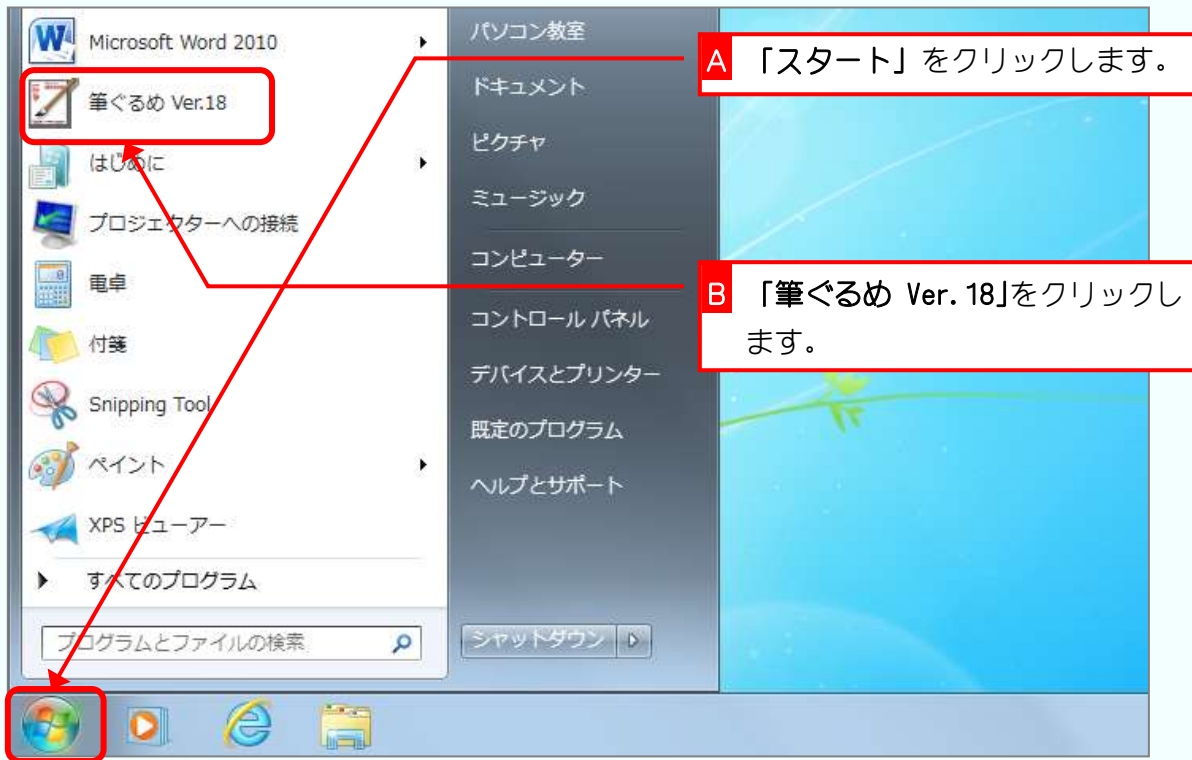 Microsoft Word 2010
筆ぐるめ Ver.18
はじめに
プロジェクターへの接続
電卓
付箋
Snipping Tool
ペイント
XPS ビューアー
すべてのプログラム
プログラムとファイルの検索
パソコン教室
ドキュメント
ピクチャ
ミュージック
コンピューター
コントロール パネル
デバイスとプリンター
既定のプログラム
ヘルプとサポート
シャットダウン
A 「スタート」をクリックします。
B 「筆ぐるめ Ver.18」をクリックし
ます。